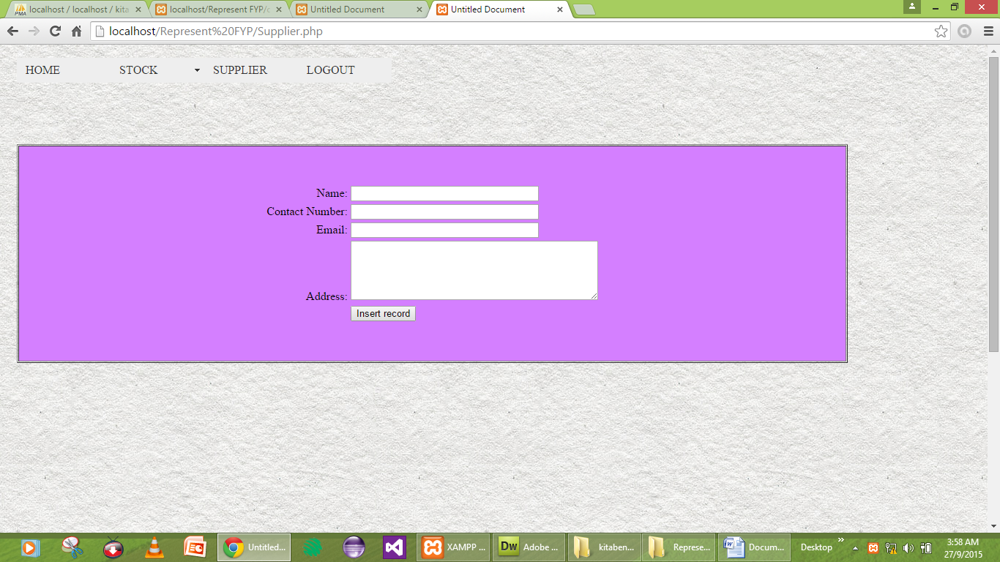 localhost / localhost / kita
localhost/Represent FYP/c
Untitled Document
Untitled Document
localhost/Represent%20FYP/Supplier.php
HOME
STOCK
SUPPLIER
LOGOUT
Name:
Contact Number:
Email:
Address:
Insert record
Untitled...
XAMPP ...
Dw
Adobe ...
kitaben...
Represe...
Docum...
Desktop
3:58 AM
27/9/2015